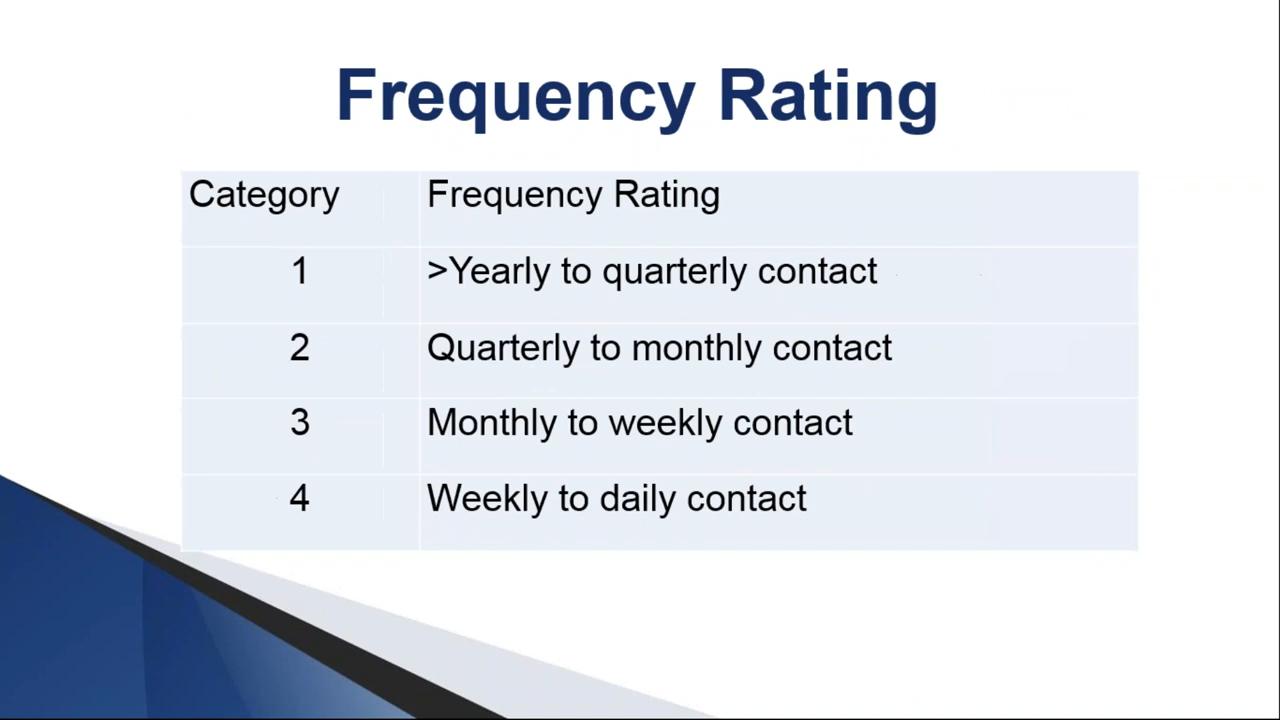 Frequency Rating
Category Frequency Rating
1 >Yearly to quarterly contact
2 Quarterly to monthly contact
3 Monthly to weekly contact
4 Weekly to daily contact